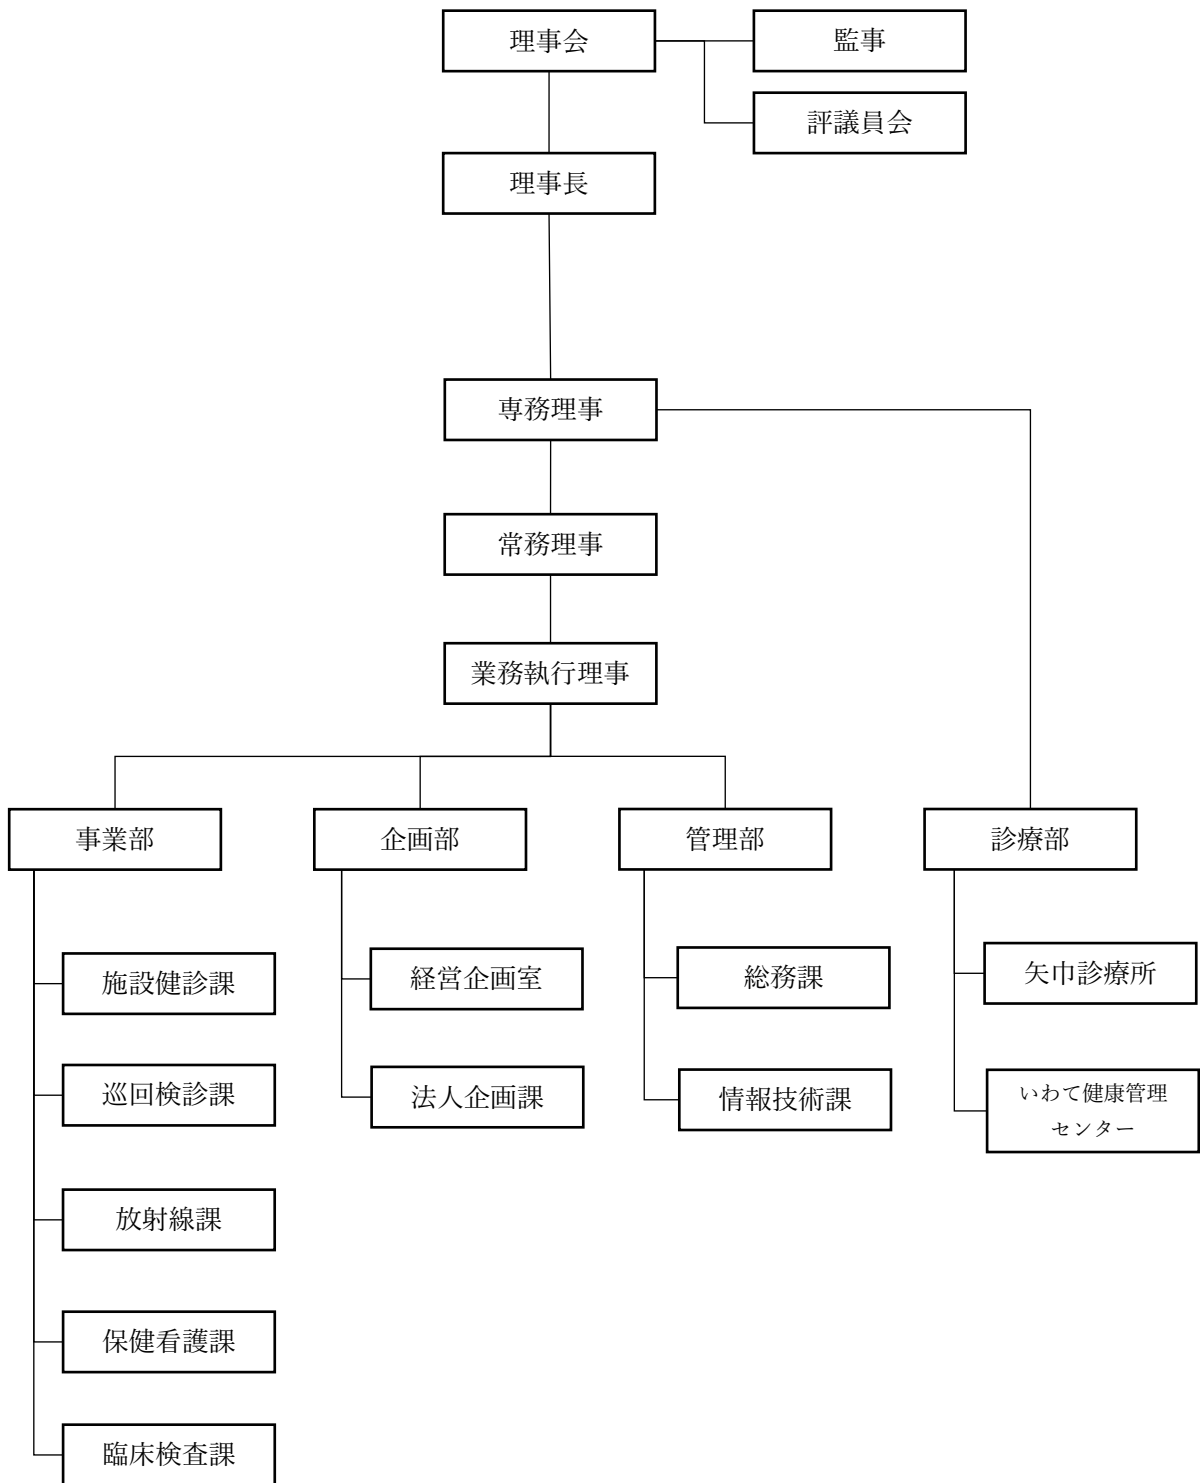 理事会
監事
評議員会
理事長
専務理事
常務理事
業務執行理事
事業部
企画部
管理部
診療部
施設健診課
巡回検診課
放射線課
保健看護課
臨床検査課
経営企画室
法人企画課
総務課
情報技術課
矢巾診療所
いわて健康管理
センター